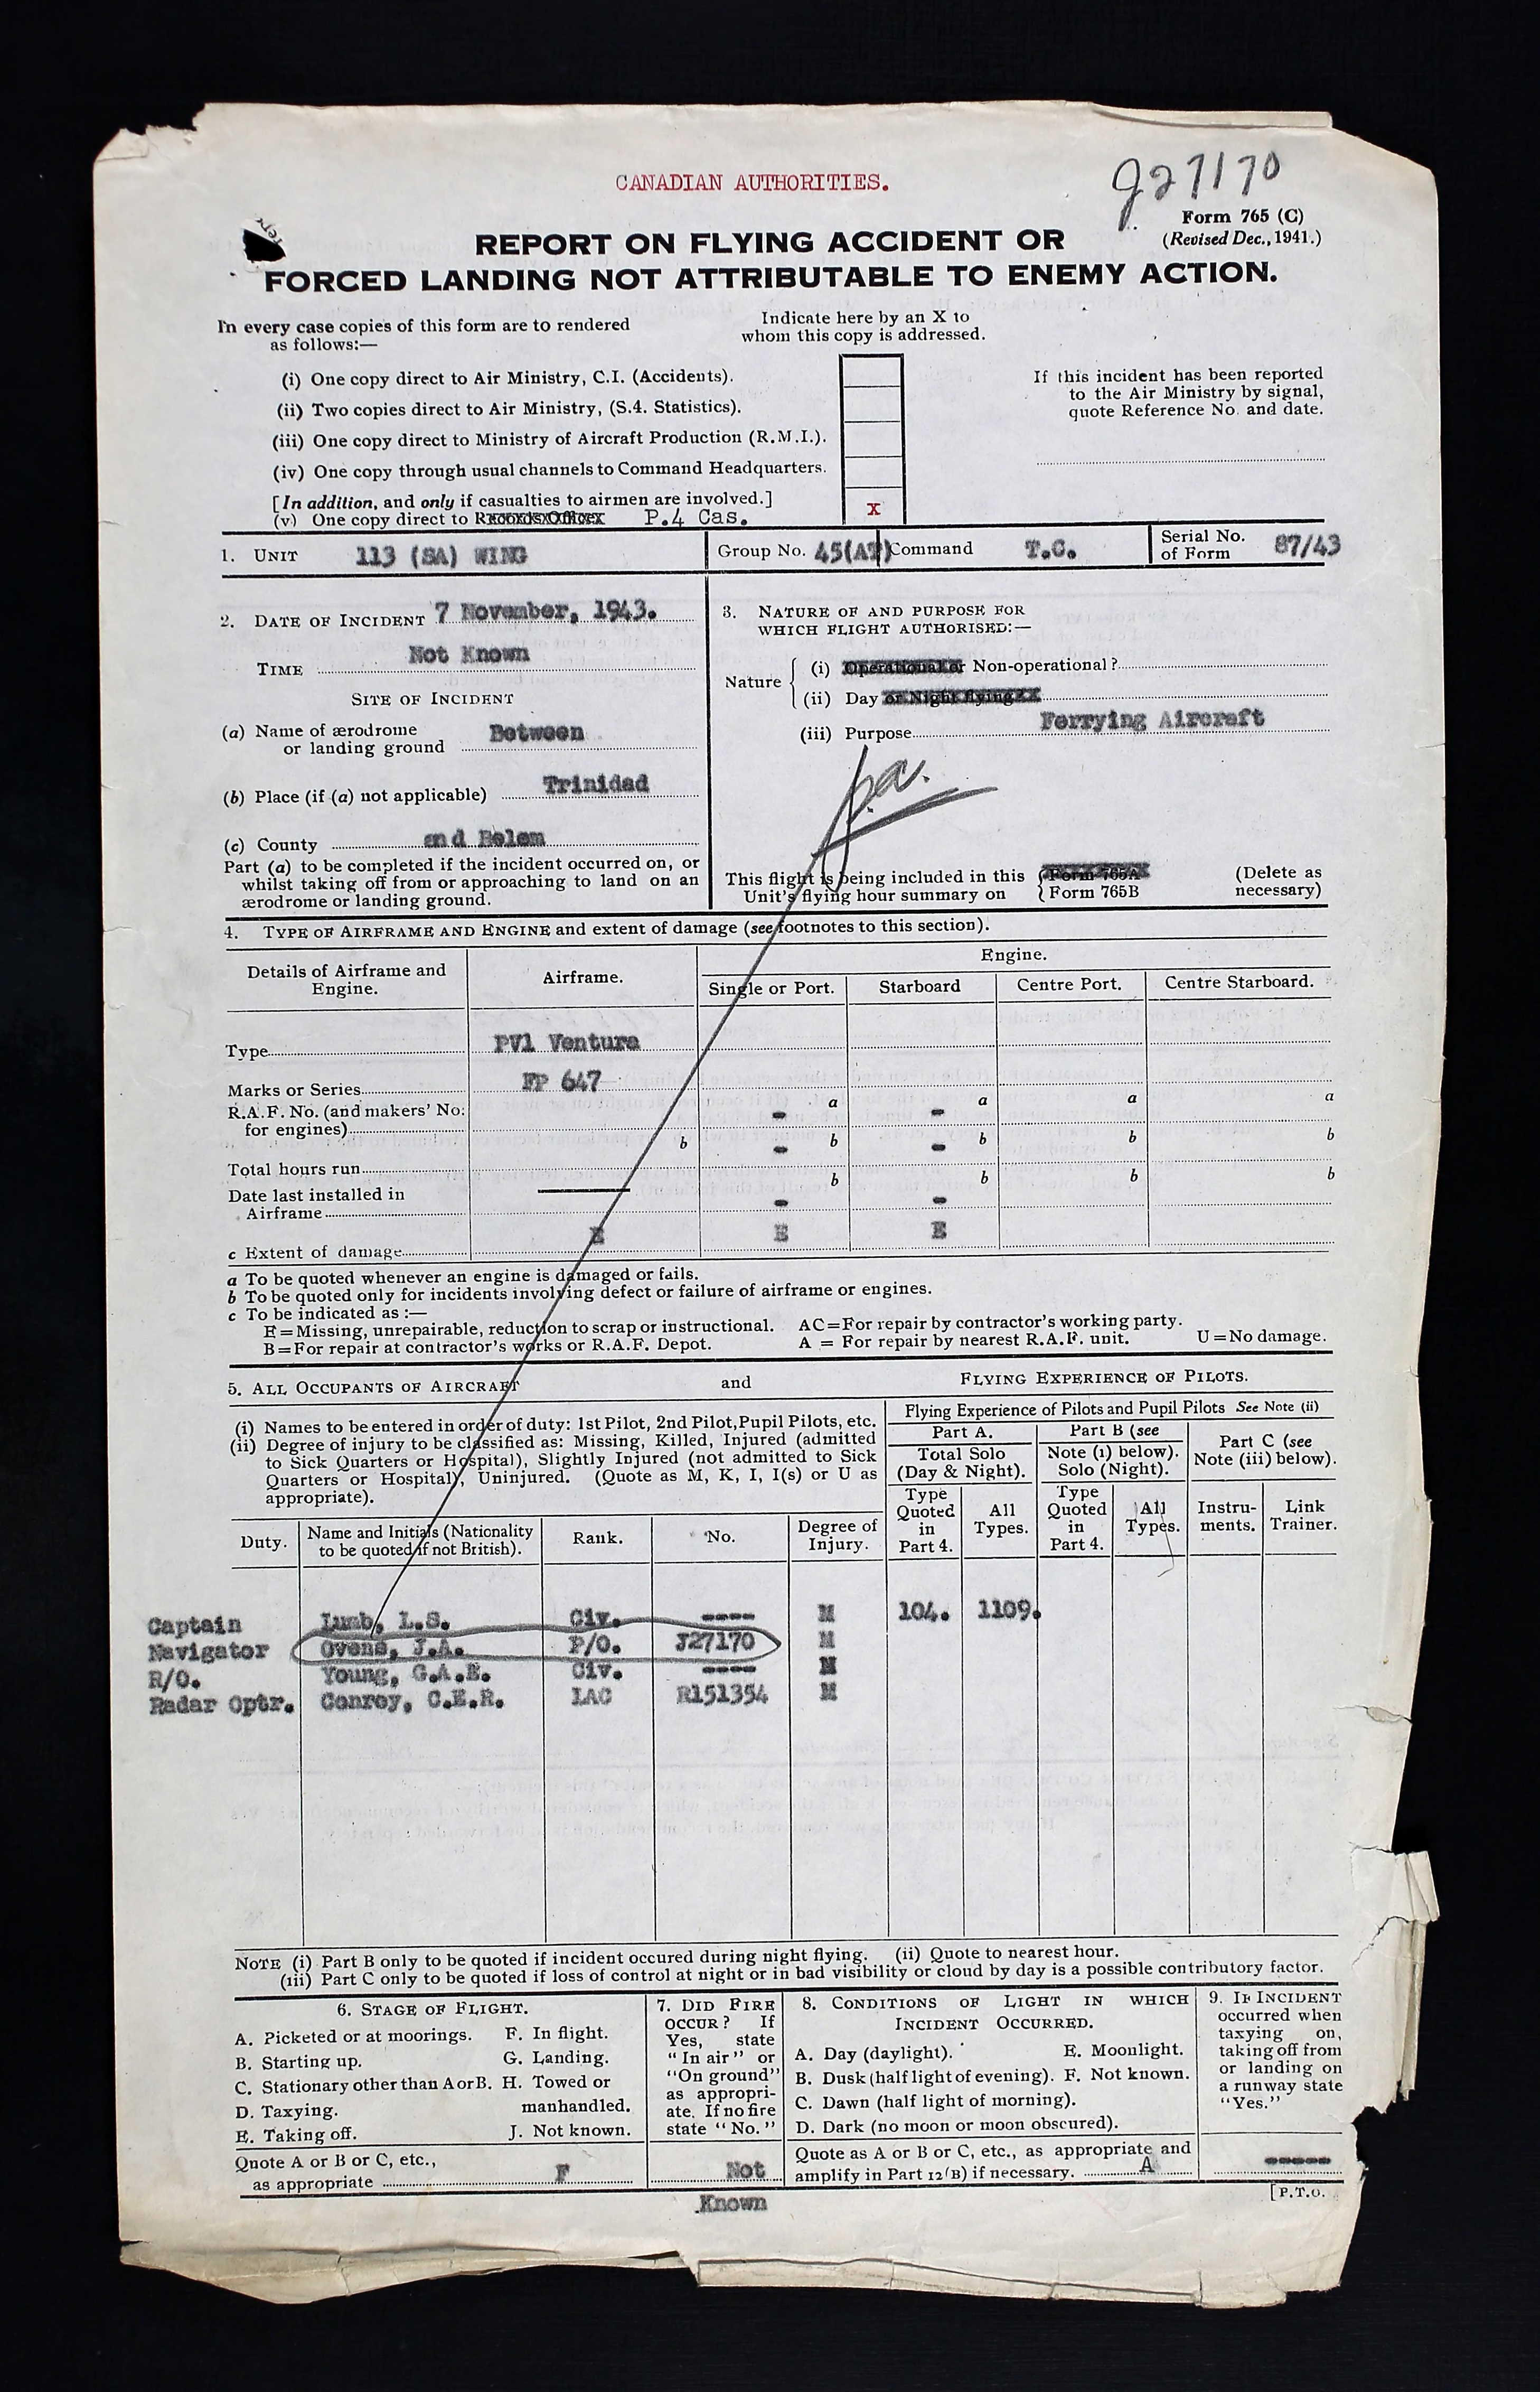 J27170
CANADIAN AUTHORITIES.
Form 765 (C)
(Revised Dec., 1941.)
REPORT ON FLYING ACCIDENT OR
FORCED LANDING NOT ATTRIBUTABLE TO ENEMY ACTION.
In every case copies of this form are to rendered
as follows:—
Indicate here by an X to
whom this copy is addressed.
(i) One copy direct to Air Ministry, C.I. (Accidents).
(ii) Two copies direct to Air Ministry, (S.4. Statistics).
(iii) One copy direct to Ministry of Aircraft Production (R.M.I.).
(iv) One copy through usual channels to Command Headquarters.
[In addition, and only if casualties to airmen are involved.]
(v) One copy direct to Records Officer P.4 Cas.
X
If this incident has been reported
to the Air Ministry by signal,
quote Reference No. and date.
1. UNIT 113 (SA) WING
Group No. 45(AT) Command T.C.
Serial No.
of Form 87/43
2. DATE OF INCIDENT 7 November, 1943.
TIME Not Known
SITE OF INCIDENT
(a) Name of ærodrome
or landing ground Between
(b) Place (if (a) not applicable) Trinidad
(c) County and Belem
Part (a) to be completed if the incident occurred on, or
whilst taking off from or approaching to land on an
ærodrome or landing ground.
3. NATURE OF AND PURPOSE FOR
WHICH FLIGHT AUTHORISED:—
Nature
(i) Operational or Non-operational?
(ii) Day or Night flying XX
(iii) Purpose Ferrying Aircraft
p.a.
This flight is being included in this
Unit's flying hour summary on
Form 765A
Form 765B
(Delete as
necessary)
4. TYPE OF AIRFRAME AND ENGINE and extent of damage (see footnotes to this section).
Details of Airframe and
Engine.
Airframe.
Engine.
Single or Port. Starboard Centre Port. Centre Starboard.
Type PV1 Ventura
Marks or Series FP 647
R.A.F. No. (and makers' No.
for engines) - a - a a a
Total hours run b - b - b b b
Date last installed in
Airframe - b - b b b
c Extent of damage E E E
a To be quoted whenever an engine is damaged or fails.
b To be quoted only for incidents involving defect or failure of airframe or engines.
c To be indicated as :—
E=Missing, unrepairable, reduction to scrap or instructional. AC=For repair by contractor's working party.
B=For repair at contractor's works or R.A.F. Depot. A = For repair by nearest R.A.F. unit. U=No damage.
5. ALL OCCUPANTS OF AIRCRAFT and FLYING EXPERIENCE OF PILOTS.
(i) Names to be entered in order of duty: 1st Pilot, 2nd Pilot, Pupil Pilots, etc.
(ii) Degree of injury to be classified as: Missing, Killed, Injured (admitted
to Sick Quarters or Hospital), Slightly Injured (not admitted to Sick
Quarters or Hospital), Uninjured. (Quote as M, K, I, I(s) or U as
appropriate).
Flying Experience of Pilots and Pupil Pilots See Note (ii)
Part A.
Total Solo
(Day & Night).
Part B (see
Note (1) below).
Solo (Night).
Part C (see
Note (iii) below).
Duty.
Name and Initials (Nationality
to be quoted if not British).
Rank.
No.
Degree of
Injury.
Type
Quoted
in
Part 4.
All
Types.
Type
Quoted
in
Part 4.
All
Types.
Instru-
ments.
Link
Trainer.
Captain Lumb, L.S. Civ. ---- M 104. 1109.
Navigator Ovens, J.A. P/O. J27170 M
R/O. Young, G.A.E. Civ. ---- M
Radar Optr. Conroy, C.E.R. LAC R151354 M
NOTE (i) Part B only to be quoted if incident occured during night flying. (ii) Quote to nearest hour.
(iii) Part C only to be quoted if loss of control at night or in bad visibility or cloud by day is a possible contributory factor.
6. STAGE OF FLIGHT.
A. Picketed or at moorings. F. In flight.
B. Starting up. G. Landing.
C. Stationary other than A or B. H. Towed or
D. Taxying. manhandled.
E. Taking off. J. Not known.
Quote A or B or C, etc.,
as appropriate F
7. DID FIRE
OCCUR? If
Yes, state
"In air" or
"On ground"
as appropri-
ate. If no fire
state "No."
Not
Known
8. CONDITIONS OF LIGHT IN WHICH
INCIDENT OCCURRED.
A. Day (daylight). E. Moonlight.
B. Dusk (half light of evening). F. Not known.
C. Dawn (half light of morning).
D. Dark (no moon or moon obscured).
Quote as A or B or C, etc., as appropriate and
amplify in Part 12(B) if necessary. A
9. IF INCIDENT
occurred when
taxying on,
taking off from
or landing on
a runway state
"Yes."
-----
[P.T.O.